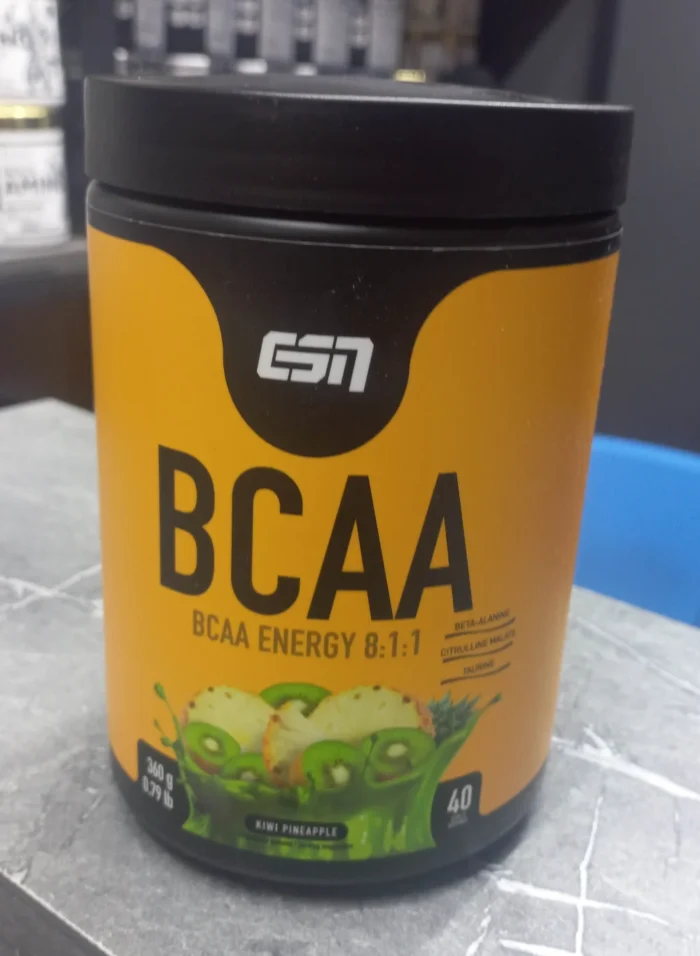 ESN
BCAA
BCAA ENERGY 8:1:1
BETA-ALANINE
CITRULLINE MALATE
TAURINE
360 g
0.79 lb
40
KIWI PINEAPPLE